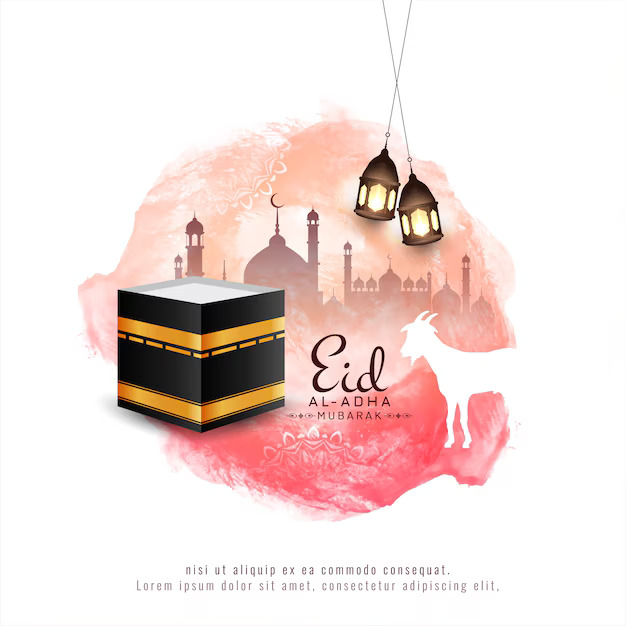 Eid
AL-ADHA
MUBARAK
nisi ut aliquip ex ea commodo consequat.
Lorem ipsum dolor sit amet, consectetur adipiscing elit,